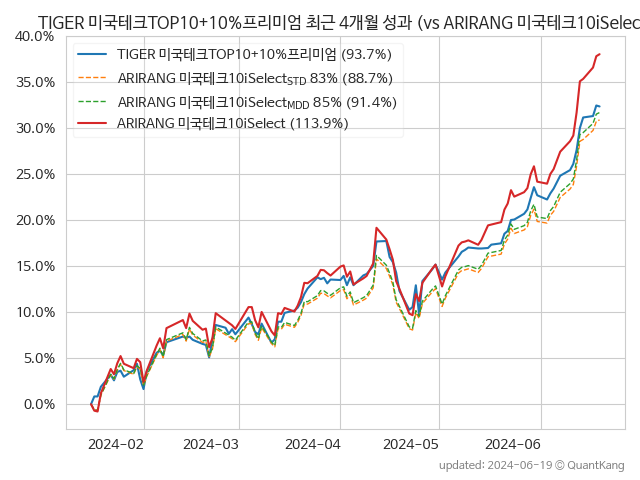 TIGER 미국테크TOP10+10%프리미엄 최근 4개월 성과 (vs ARIRANG 미국테크10iSelec
40.0%
35.0%
30.0%
25.0%
20.0%
15.0%
10.0%
5.0%
0.0%
TIGER 미국테크TOP10+10%프리미엄 (93.7%)
ARIRANG 미국테크10iSelectSTD 83% (88.7%)
ARIRANG 미국테크10iSelectMDD 85% (91.4%)
ARIRANG 미국테크10iSelect (113.9%)
2024-02 2024-03 2024-04 2024-05 2024-06
updated: 2024-06-19 © QuantKang